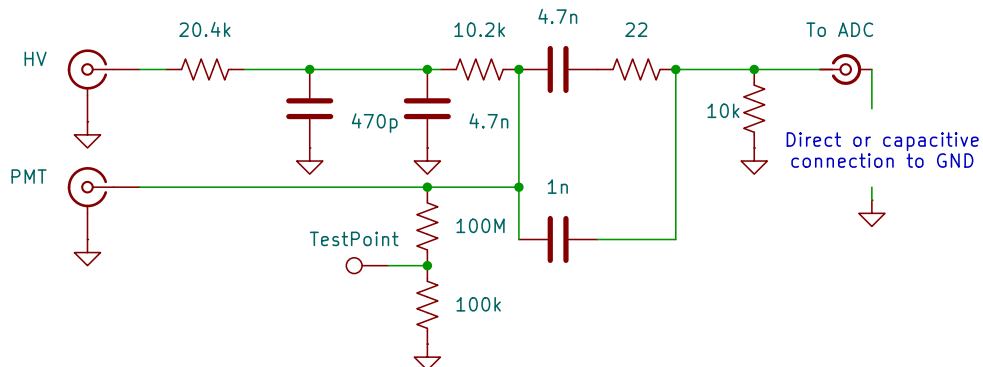 4.7n
20.4k
10.2k
22
To ADC
HV
470p
4.7n
10k
Direct or capacitive
connection to GND
PMT
1n
100M
TestPoint
100k